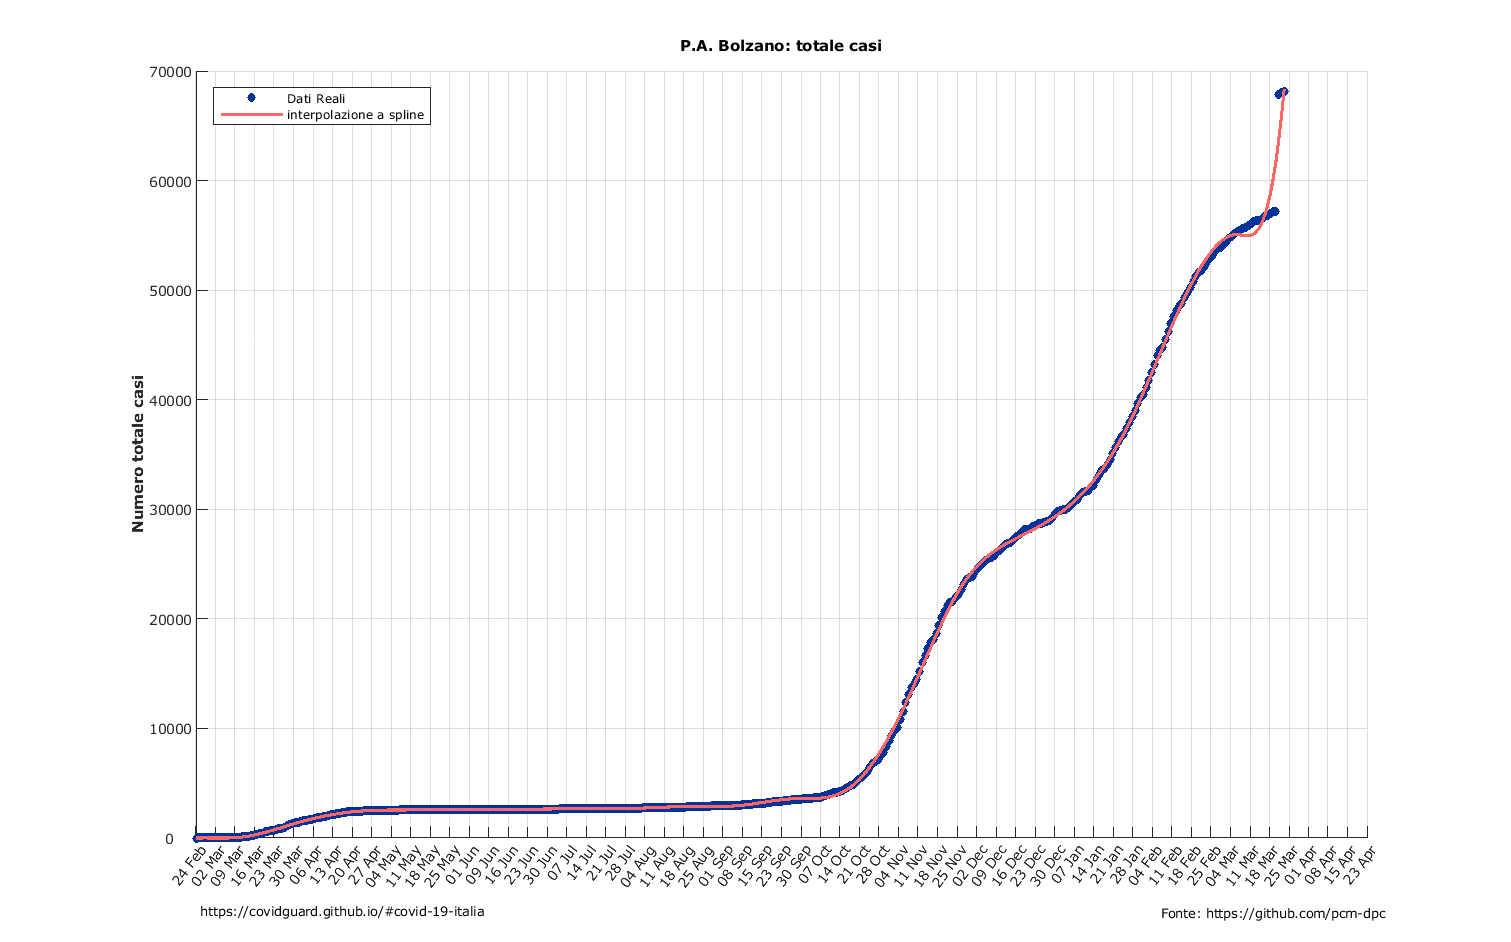 P.A. Bolzano: totale casi
70000
60000
50000
40000
30000
20000
10000
0
Numero totale casi
Dati Reali
interpolazione a spline
24 Feb
02 Mar
09 Mar
16 Mar
23 Mar
30 Mar
06 Apr
13 Apr
20 Apr
27 Apr
04 May
11 May
18 May
25 May
01 Jun
09 Jun
16 Jun
23 Jun
30 Jun
07 Jul
14 Jul
21 Jul
28 Jul
04 Aug
11 Aug
18 Aug
25 Aug
01 Sep
08 Sep
15 Sep
23 Sep
30 Sep
07 Oct
14 Oct
21 Oct
28 Oct
04 Nov
11 Nov
18 Nov
25 Nov
02 Dec
09 Dec
16 Dec
23 Dec
30 Dec
07 Jan
14 Jan
21 Jan
28 Jan
04 Feb
11 Feb
18 Feb
25 Feb
04 Mar
11 Mar
18 Mar
25 Mar
01 Apr
08 Apr
15 Apr
23 Apr
https://covidguard.github.io/#covid-19-italia
Fonte: https://github.com/pcm-dpc